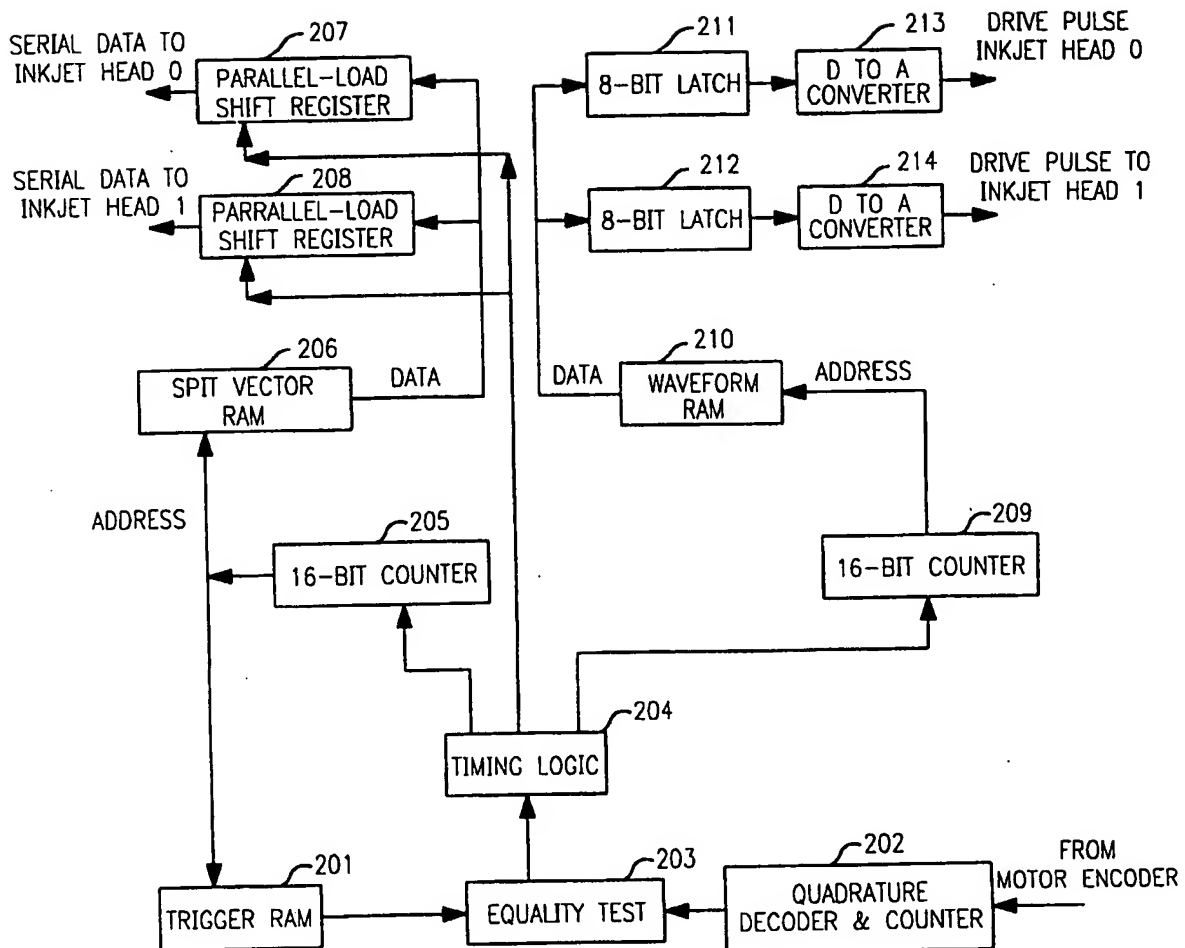 SERIAL DATA TO
INKJET HEAD 0
207
PARALLEL-LOAD
SHIFT REGISTER
211
8-BIT LATCH
213
D TO A
CONVERTER
DRIVE PULSE
INKJET HEAD 0
SERIAL DATA TO
INKJET HEAD 1
208
PARRALLEL-LOAD
SHIFT REGISTER
212
8-BIT LATCH
214
D TO A
CONVERTER
DRIVE PULSE TO
INKJET HEAD 1
206
SPIT VECTOR
RAM
DATA
DATA
210
WAVEFORM
RAM
ADDRESS
ADDRESS
205
16-BIT COUNTER
209
16-BIT COUNTER
204
TIMING LOGIC
201
TRIGGER RAM
203
EQUALITY TEST
202
QUADRATURE
DECODER & COUNTER
FROM
MOTOR ENCODER